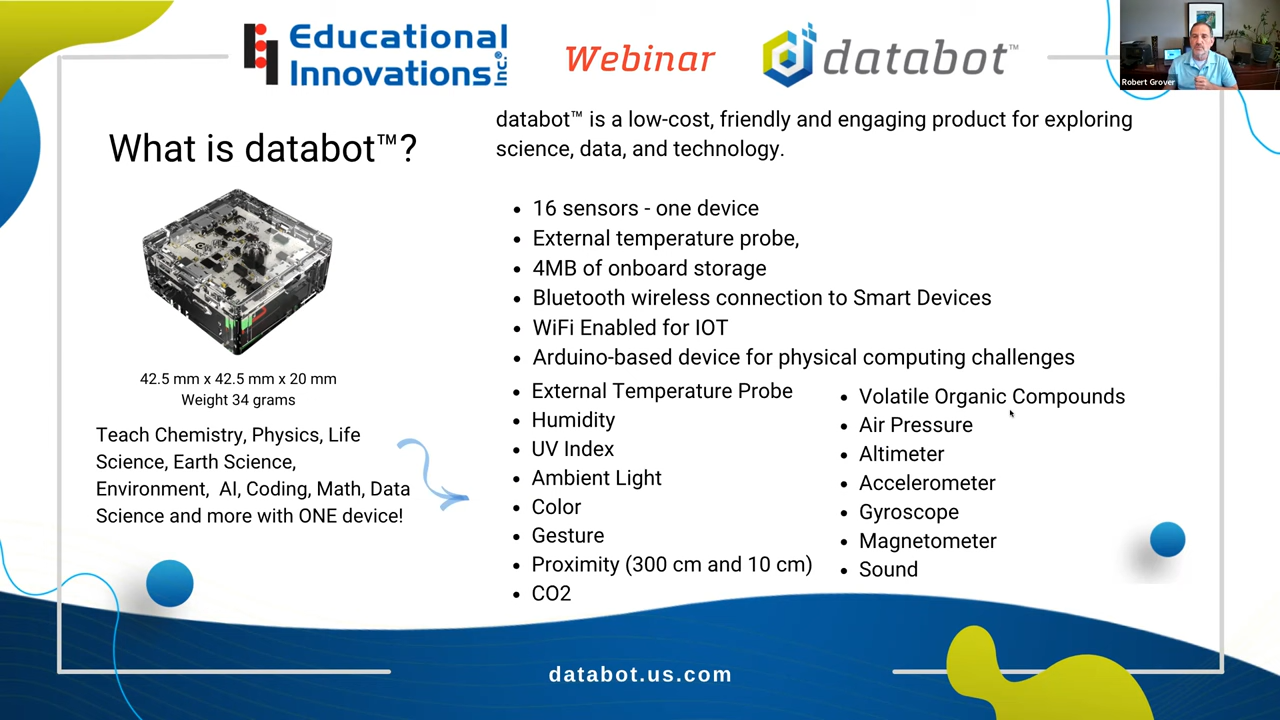 Educational
Innovations Inc.
Webinar
databot™
Robert Grover
What is databot™?
42.5 mm x 42.5 mm x 20 mm
Weight 34 grams
Teach Chemistry, Physics, Life
Science, Earth Science,
Environment, AI, Coding, Math, Data
Science and more with ONE device!
databot™ is a low-cost, friendly and engaging product for exploring
science, data, and technology.
16 sensors - one device
External temperature probe,
4MB of onboard storage
Bluetooth wireless connection to Smart Devices
WiFi Enabled for IOT
Arduino-based device for physical computing challenges
External Temperature Probe
Humidity
UV Index
Ambient Light
Color
Gesture
Proximity (300 cm and 10 cm)
CO2
Volatile Organic Compounds
Air Pressure
Altimeter
Accelerometer
Gyroscope
Magnetometer
Sound
databot.us.com